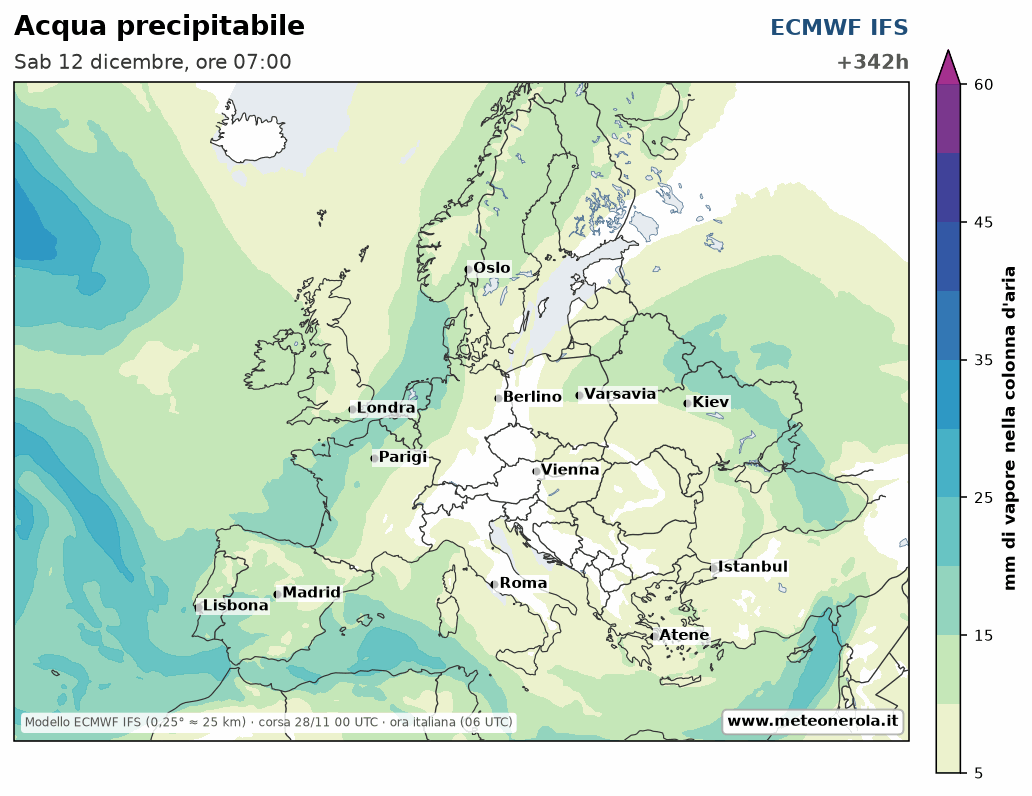 Acqua precipitabile
ECMWF IFS
Sab 12 dicembre, ore 07:00
+342h
60
45
35
25
15
5
mm di vapore nella colonna d'aria
Oslo
Berlino
Varsavia
Kiev
Londra
Parigi
Vienna
Istanbul
Roma
Madrid
Lisbona
Atene
Modello ECMWF IFS (0,25° ≈ 25 km) · corsa 28/11 00 UTC · ora italiana (06 UTC)
www.meteonerola.it